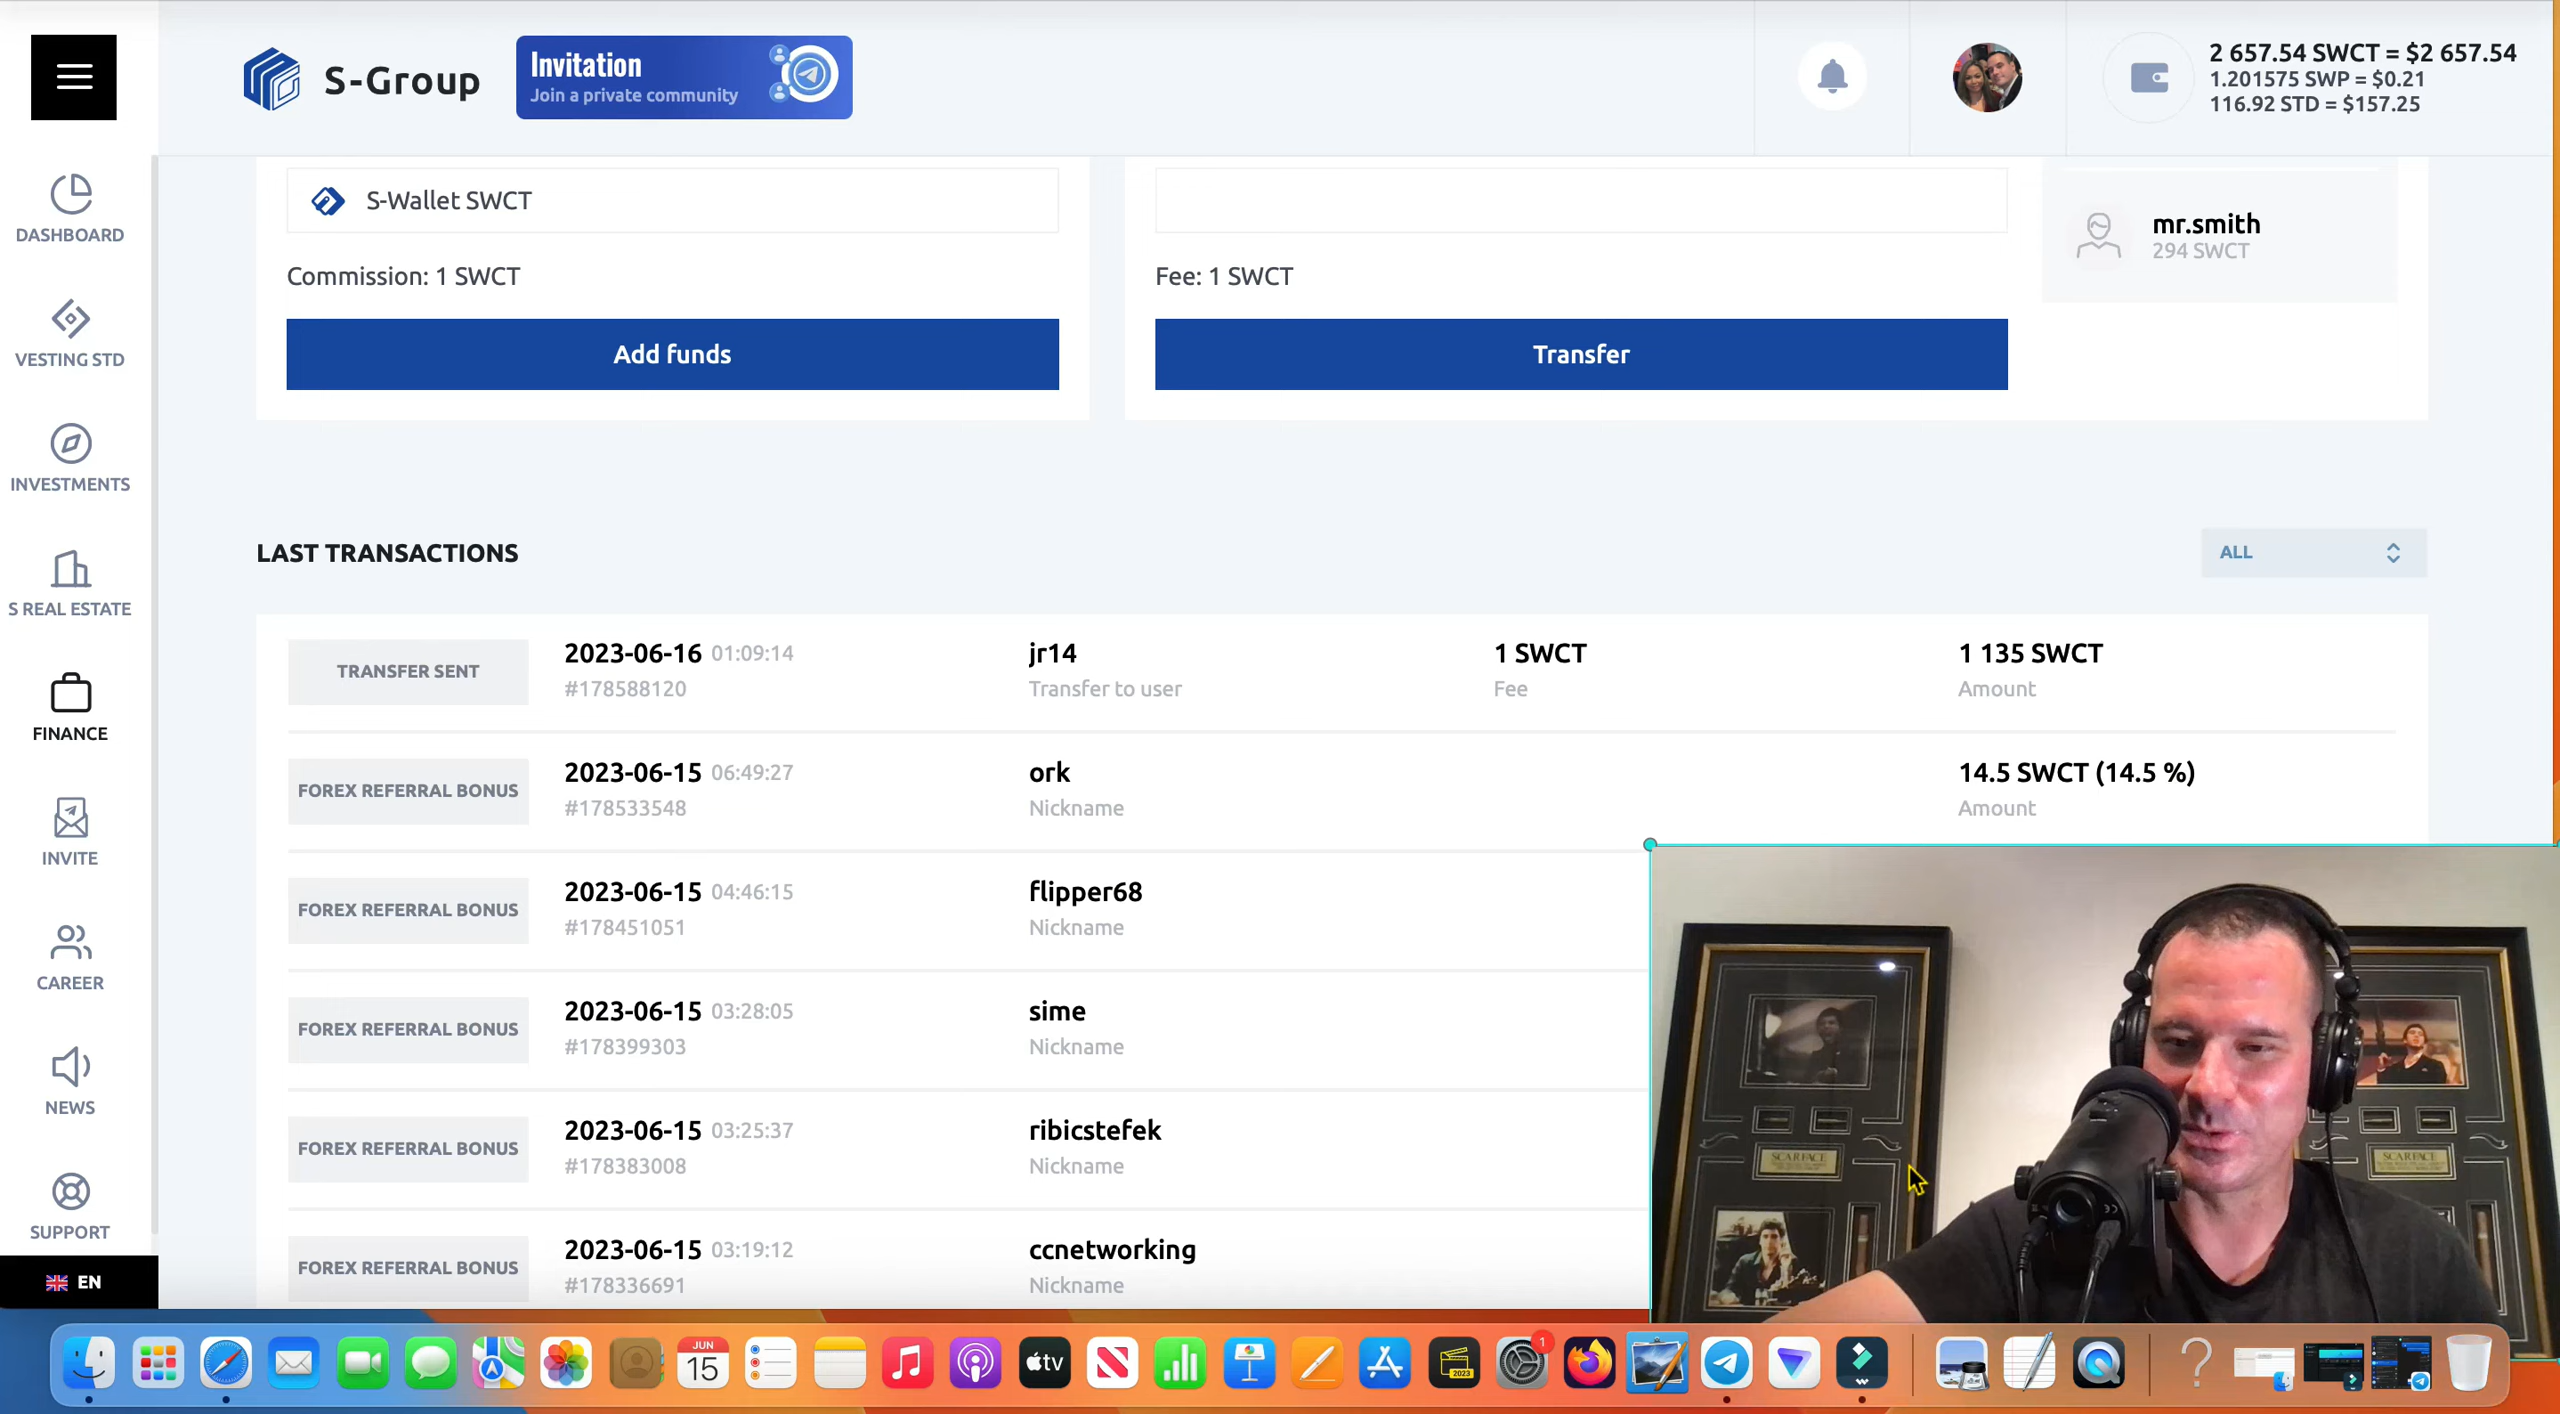 S-Group
Invitation
Join a private community
2 657.54 SWCT = $2 657.54
1.201575 SWP = $0.21
116.92 STD = $157.25
DASHBOARD
VESTING STD
INVESTMENTS
S REAL ESTATE
FINANCE
INVITE
CAREER
NEWS
SUPPORT
EN
S-Wallet SWCT
Commission: 1 SWCT
Add funds
Fee: 1 SWCT
Transfer
mr.smith
294 SWCT
LAST TRANSACTIONS
ALL
TRANSFER SENT
2023-06-16 01:09:14
#178588120
jr14
Transfer to user
1 SWCT
Fee
1 135 SWCT
Amount
FOREX REFERRAL BONUS
2023-06-15 06:49:27
#178533548
ork
Nickname
14.5 SWCT (14.5 %)
Amount
FOREX REFERRAL BONUS
2023-06-15 04:46:15
#178451051
flipper68
Nickname
FOREX REFERRAL BONUS
2023-06-15 03:28:05
#178399303
sime
Nickname
FOREX REFERRAL BONUS
2023-06-15 03:25:37
#178383008
ribicstefek
Nickname
FOREX REFERRAL BONUS
2023-06-15 03:19:12
#178336691
ccnetworking
Nickname
SCARFACE
SCARFACE
JUN
15
tv
2023
1